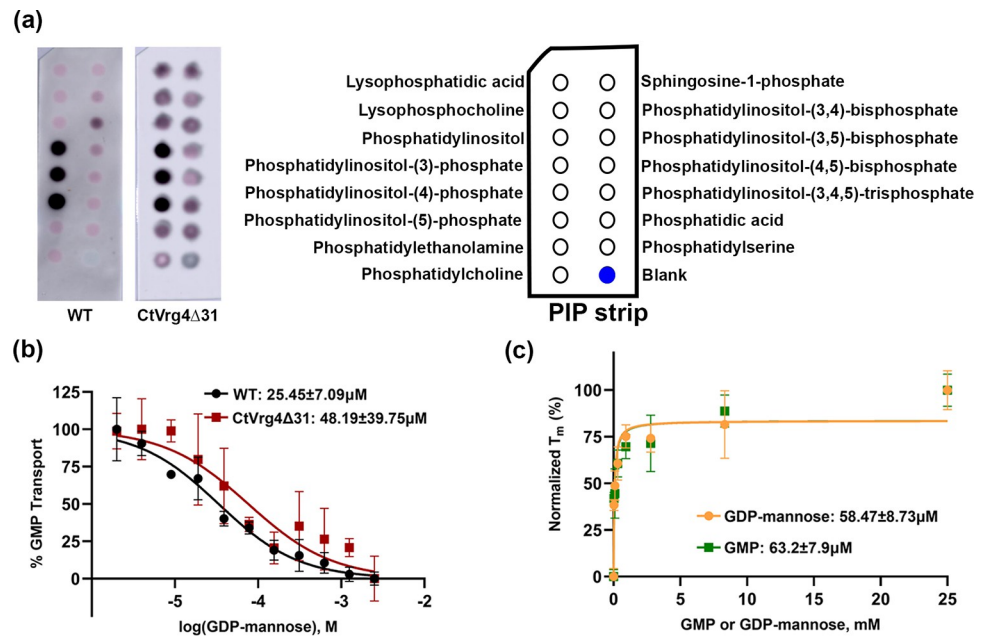 (a)
Lysophosphatidic acid
Sphingosine-1-phosphate
Lysophosphocholine
Phosphatidylinositol-(3,4)-bisphosphate
Phosphatidylinositol
Phosphatidylinositol-(3,5)-bisphosphate
Phosphatidylinositol-(3)-phosphate
Phosphatidylinositol-(4,5)-bisphosphate
Phosphatidylinositol-(4)-phosphate
Phosphatidylinositol-(3,4,5)-trisphosphate
Phosphatidylinositol-(5)-phosphate
Phosphatidic acid
Phosphatidylethanolamine
Phosphatidylserine
Phosphatidylcholine
Blank
WT
CtVrg4Δ31
PIP strip
(b)
WT: 25.45±7.09µM
CtVrg4Δ31: 48.19±39.75µM
% GMP Transport
125
100
75
50
25
0
-5 -4 -3 -2
log(GDP-mannose), M
(c)
Normalized Tm (%)
100
75
50
25
0
GDP-mannose: 58.47±8.73µM
GMP: 63.2±7.9µM
0 5 10 15 20 25
GMP or GDP-mannose, mM